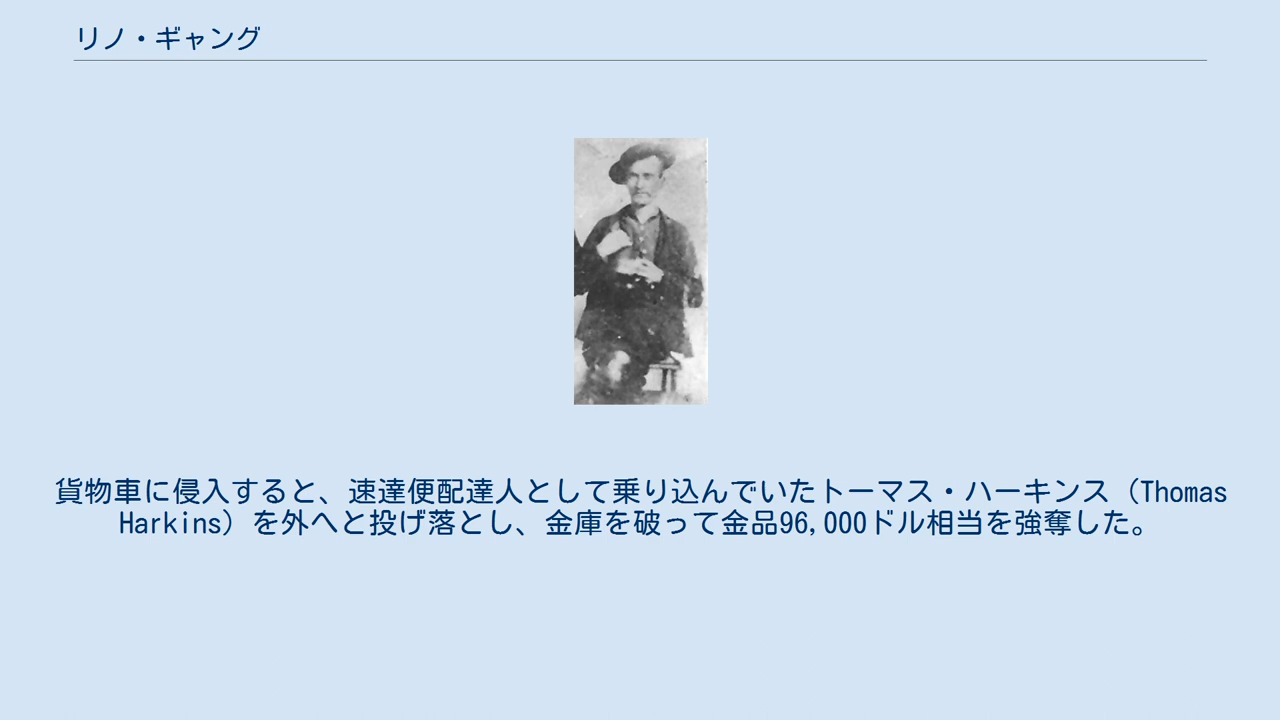 リノ・ギャング
貨物車に侵入すると、速達便配達人として乗り込んでいたトーマス・ハーキンス（Thomas
Harkins）を外へと投げ落とし、金庫を破って金品96,000ドル相当を強奪した。